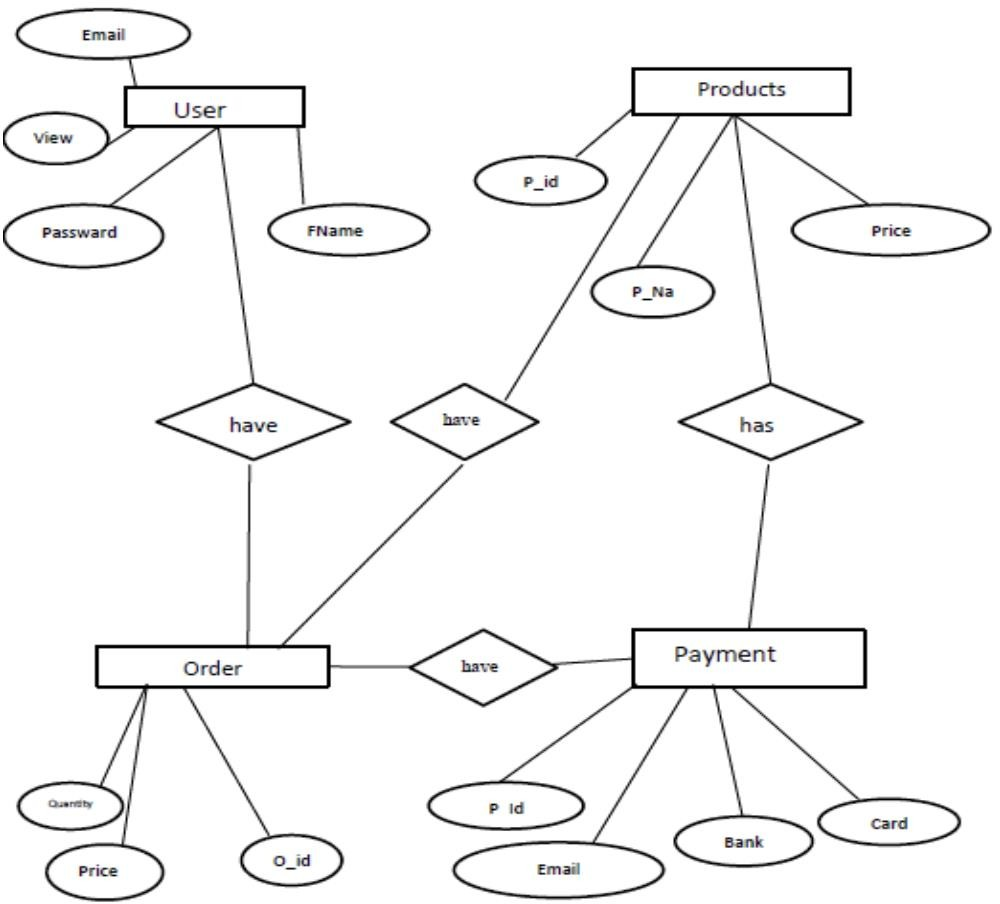 Email
User
Products
View
P_id
Passward
FName
Price
P_Na
have
have
has
Order
have
Payment
Quantity
Price
O_id
P Id
Email
Bank
Card